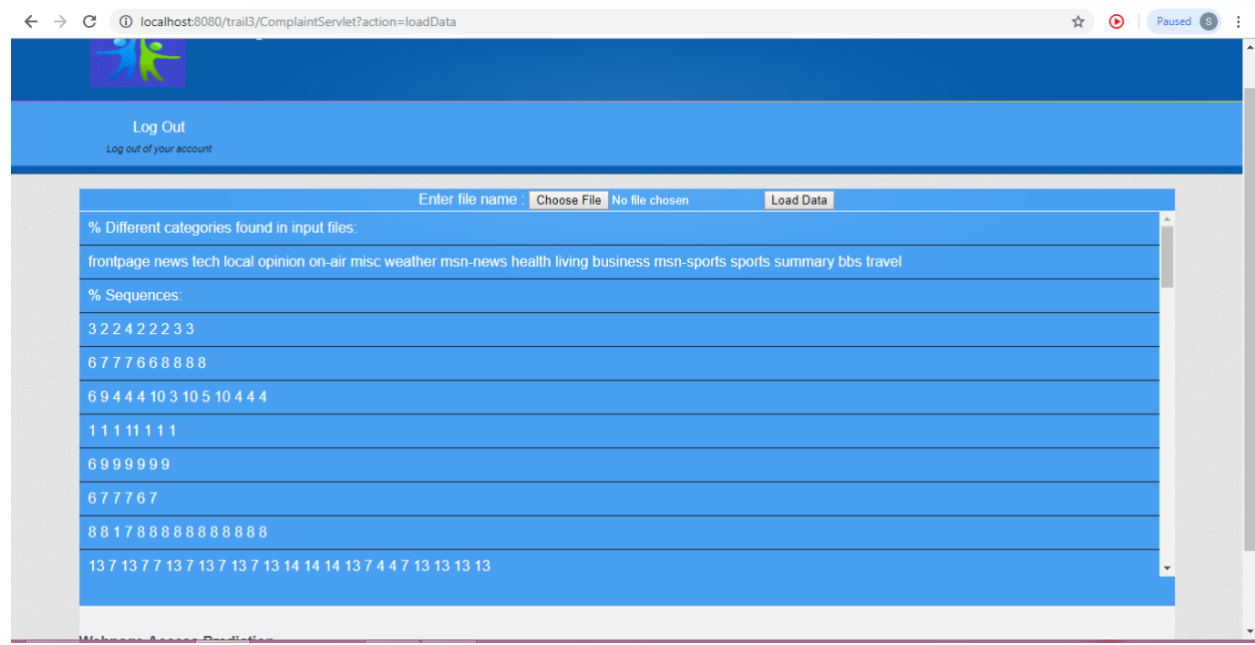 localhost:8080/trail3/ComplaintServlet?action=loadData
Paused S
Log Out
Log out of your account
Enter file name : Choose File No file chosen Load Data
% Different categories found in input files:
frontpage news tech local opinion on-air misc weather msn-news health living business msn-sports sports summary bbs travel
% Sequences:
3 2 2 4 2 2 2 3 3
6 7 7 7 6 6 8 8 8 8
6 9 4 4 4 10 3 10 5 10 4 4 4
1 1 1 11 1 1 1
6 9 9 9 9 9 9
6 7 7 7 6 7
8 8 1 7 8 8 8 8 8 8 8 8 8 8 8 8
13 7 13 7 7 13 7 13 7 13 7 13 14 14 14 13 7 4 4 7 13 13 13 13
Webpage Access Prediction